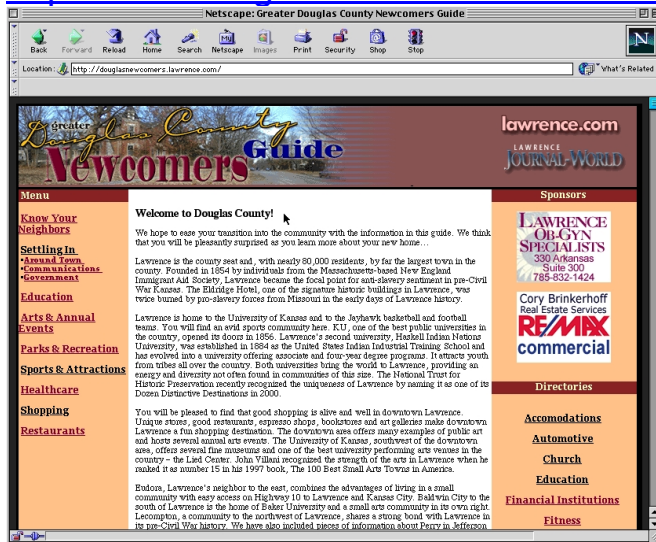 Netscape: Greater Douglas County Newcomers Guide
Back Forward Reload Home Search Netscape Images Print Security Shop Stop
N
Location: http://douglasnewcomers.lawrence.com/
What's Related
greater
Douglas County
Newcomers Guide
lawrence.com
LAWRENCE
JOURNAL-WORLD
Menu
Know Your
Neighbors
Settling In
•Around Town
•Communications
•Government
Education
Arts & Annual
Events
Parks & Recreation
Sports & Attractions
Healthcare
Shopping
Restaurants
Welcome to Douglas County!
We hope to ease your transition into the community with the information in this guide. We think
that you will be pleasantly surprised as you learn more about your new home...
Lawrence is the county seat and, with nearly 80,000 residents, by far the largest town in the
county. Founded in 1854 by individuals from the Massachusetts-based New England
Immigrant Aid Society, Lawrence became the focal point for anti-slavery sentiment in pre-Civil
War Kansas. The Eldridge Hotel, one of the signature historic buildings in Lawrence, was
twice burned by pro-slavery forces from Missouri in the early days of Lawrence history.
Lawrence is home to the University of Kansas and to the Jayhawk basketball and football
teams. You will find an avid sports community here. K.U., one of the best public universities in
the country, opened its doors in 1856. Lawrence's second university, Haskell Indian Nations
University, was established in 1884 as the United States Indian Industrial Training School and
has evolved into a university offering associate and four-year degree programs. It attracts youth
from tribes all over the country. Both universities bring the world to Lawrence, providing an
energy and diversity not often found in communities of this size. The National Trust for
Historic Preservation recently recognized the uniqueness of Lawrence by naming it as one of its
Dozen Distinctive Destinations in 2000.
You will be pleased to find that good shopping is alive and well in downtown Lawrence.
Unique stores, good restaurants, espresso shops, bookstores and art galleries make downtown
Lawrence a fun shopping destination. The downtown area offers many examples of public art
and hosts several annual arts events. The University of Kansas, southwest of the downtown
area, offers several fine museums and one of the best university performing arts venues in the
country – the Lied Center. John Villani recognized the strength of the arts in Lawrence when he
ranked it as number 15 in his 1997 book, The 100 Best Small Arts Towns in America.
Eudora, Lawrence's neighbor to the east, combines the advantages of living in a small
community with easy access on Highway 10 to Lawrence and Kansas City. Baldwin City to the
south of Lawrence is the home of Baker University and a small arts community in its own right.
Lecompton, a community to the northwest of Lawrence, shares a strong bond with Lawrence in
its pre-Civil War history. We have also included pieces of information about Perry in Jefferson
Sponsors
LAWRENCE
OB-GYN
SPECIALISTS
330 Arkansas
Suite 300
785-832-1424
Cory Brinkerhoff
Real Estate Services
RE/MAX
commercial
Directories
Accomodations
Automotive
Church
Education
Financial Institutions
Fitness